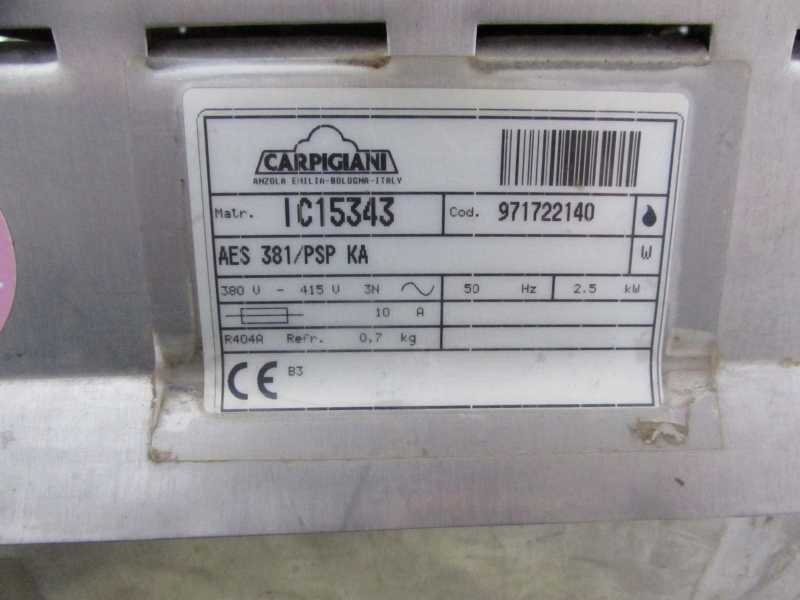 CARPIGIANI
ANZOLA EMILIA-BOLOGNA-ITALY
Matr. IC15343 Cod. 971722140
AES 381/PSP KA W
380 V - 415 V 3N 50 Hz 2.5 kW
10 A
R404A Refr. 0,7 kg
CE B3